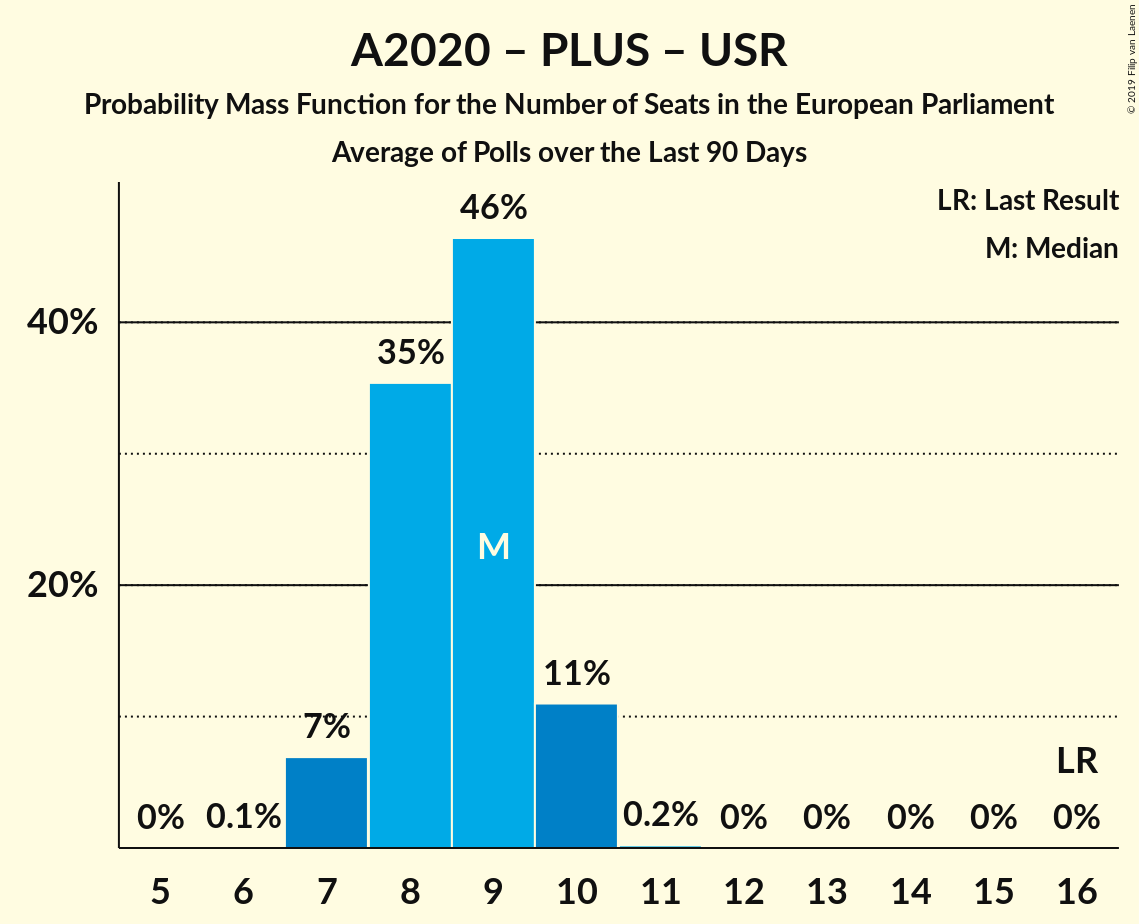 A2020 – PLUS – USR
Probability Mass Function for the Number of Seats in the European Parliament
Average of Polls over the Last 90 Days
© 2019 Filip van Laenen
LR: Last Result
M: Median
46%
40%
35%
M
20%
11%
7%
LR
0% 0.1% 0.2% 0% 0% 0% 0% 0%
5 6 7 8 9 10 11 12 13 14 15 16